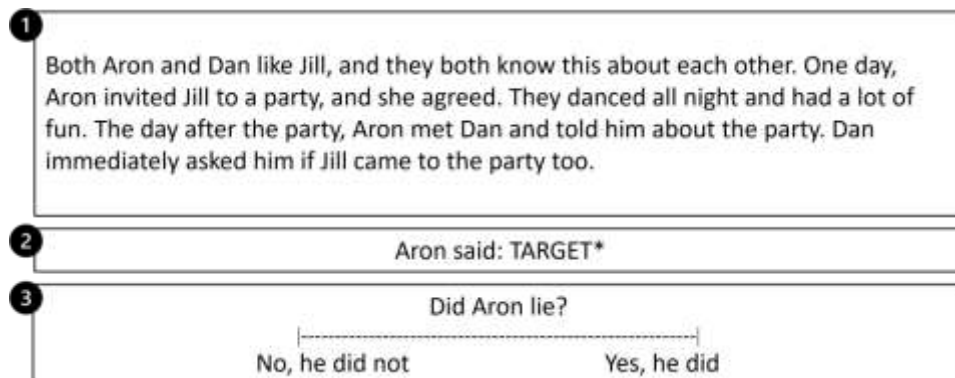 1
Both Aron and Dan like Jill, and they both know this about each other. One day,
Aron invited Jill to a party, and she agreed. They danced all night and had a lot of
fun. The day after the party, Aron met Dan and told him about the party. Dan
immediately asked him if Jill came to the party too.
2
Aron said: TARGET*
3
Did Aron lie?
|--------------------------------------------------|
No, he did not Yes, he did